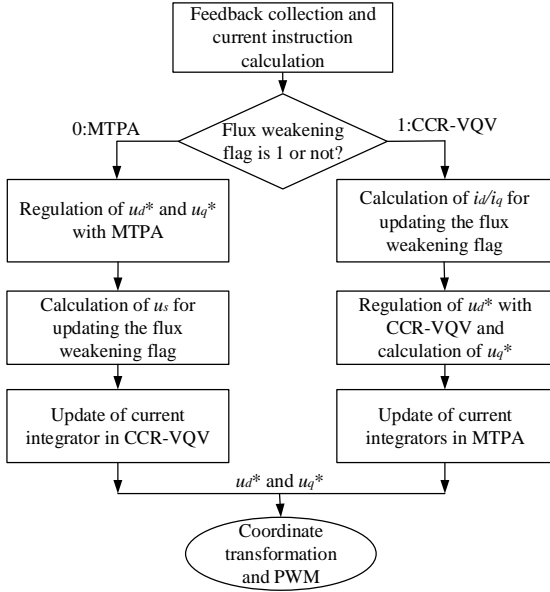 Feedback collection and
current instruction
calculation
Flux weakening
flag is 1 or not?
0:MTPA
1:CCR-VQV
Regulation of ud* and uq*
with MTPA
Calculation of us for
updating the flux
weakening flag
Update of current
integrator in CCR-VQV
Calculation of id/iq for
updating the flux
weakening flag
Regulation of ud* with
CCR-VQV and
calculation of uq*
Update of current
integrators in MTPA
ud* and uq*
Coordinate
transformation
and PWM